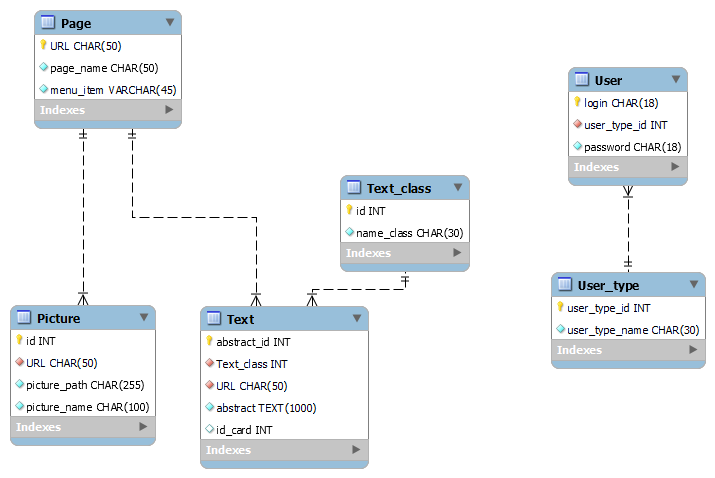 Page
URL CHAR(50)
page_name CHAR(50)
menu_item VARCHAR(45)
Indexes
User
login CHAR(18)
user_type_id INT
password CHAR(18)
Indexes
Text_class
id INT
name_class CHAR(30)
Indexes
User_type
user_type_id INT
user_type_name CHAR(30)
Indexes
Picture
id INT
URL CHAR(50)
picture_path CHAR(255)
picture_name CHAR(100)
Indexes
Text
abstract_id INT
Text_class INT
URL CHAR(50)
abstract TEXT(1000)
id_card INT
Indexes